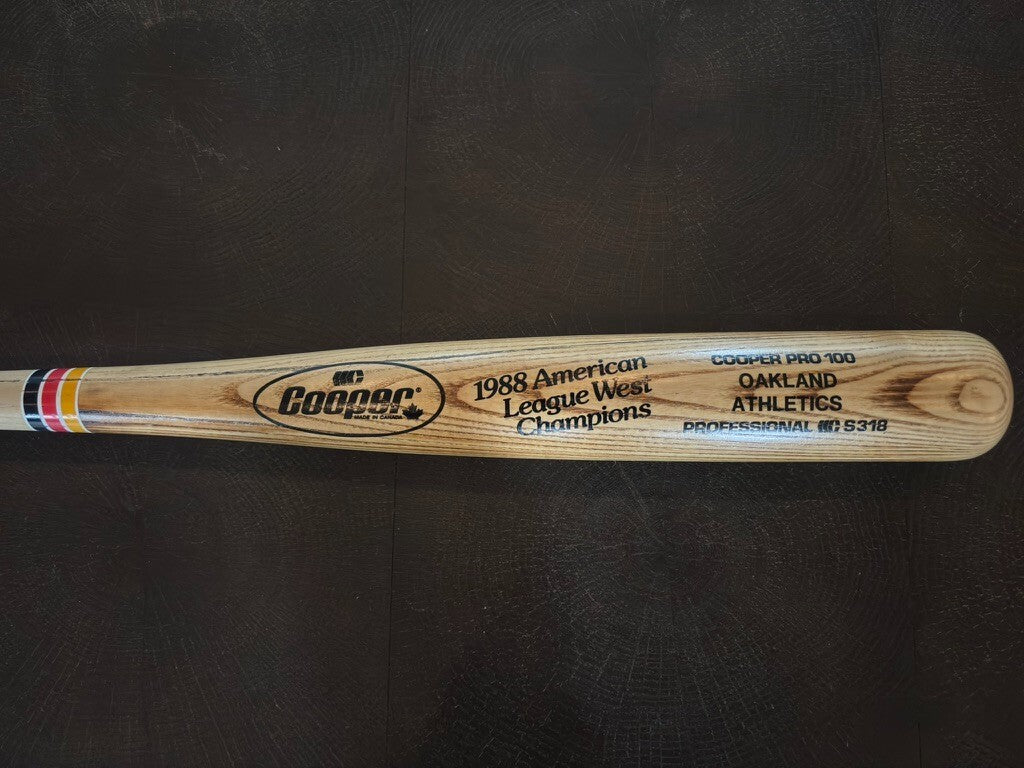 Cooper®
MADE IN CANADA
1988 American
League West
Champions
COOPER PRO 100
OAKLAND
ATHLETICS
PROFESSIONAL C S318